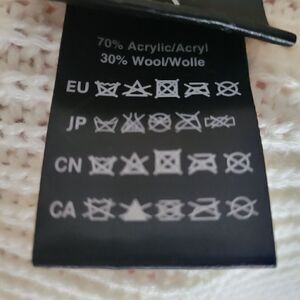 70% Acrylic/Acryl
30% Wool/Wolle
EU
JP
CN
CA